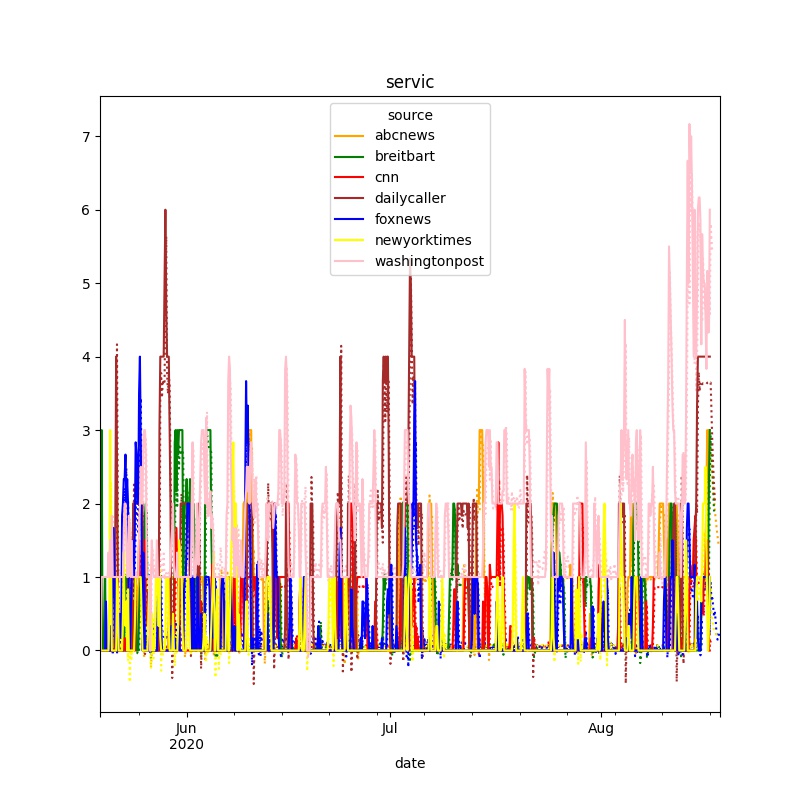 servic
source
abcnews
breitbart
cnn
dailycaller
foxnews
newyorktimes
washingtonpost
7
6
5
4
3
2
1
0
Jun
2020
Jul
Aug
date